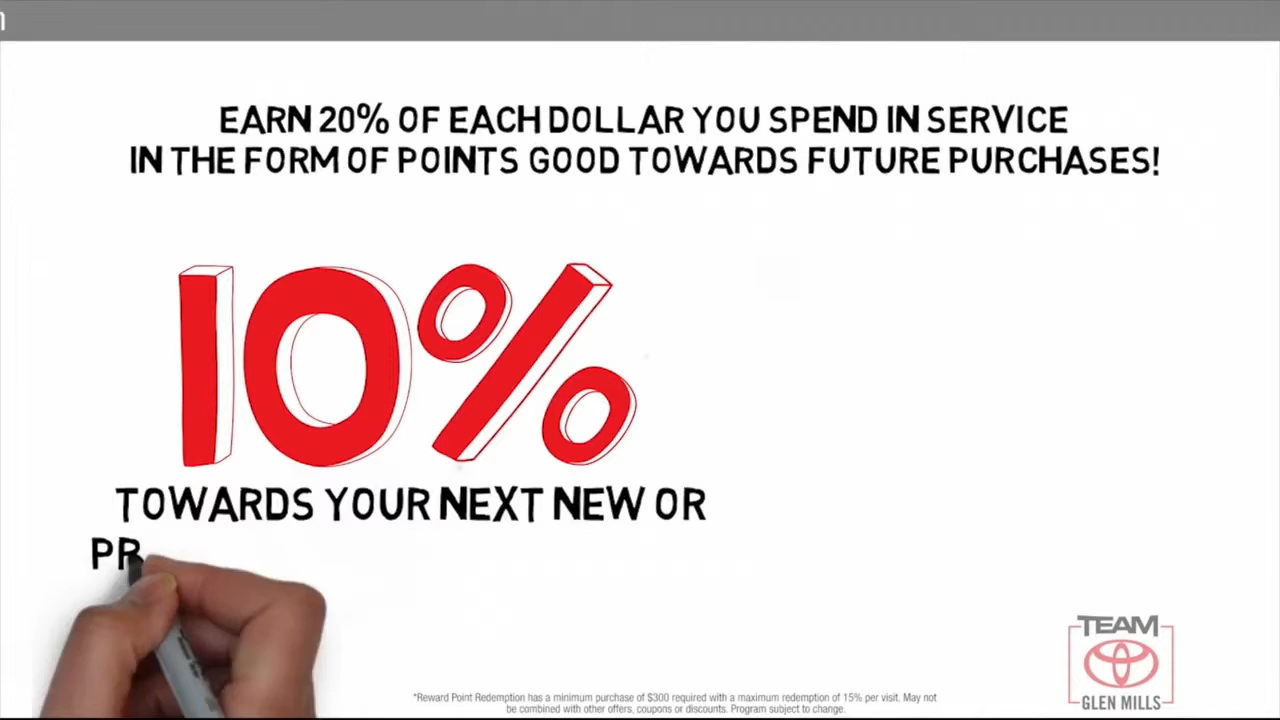 EARN 20% OF EACH DOLLAR YOU SPEND IN SERVICE
IN THE FORM OF POINTS GOOD TOWARDS FUTURE PURCHASES!
10%
TOWARDS YOUR NEXT NEW OR
PR
TEAM
GLEN MILLS
*Reward Point Redemption has a minimum purchase of $300 required with a maximum redemption of 15% per visit. May not
be combined with other offers, coupons or discounts. Program subject to change.